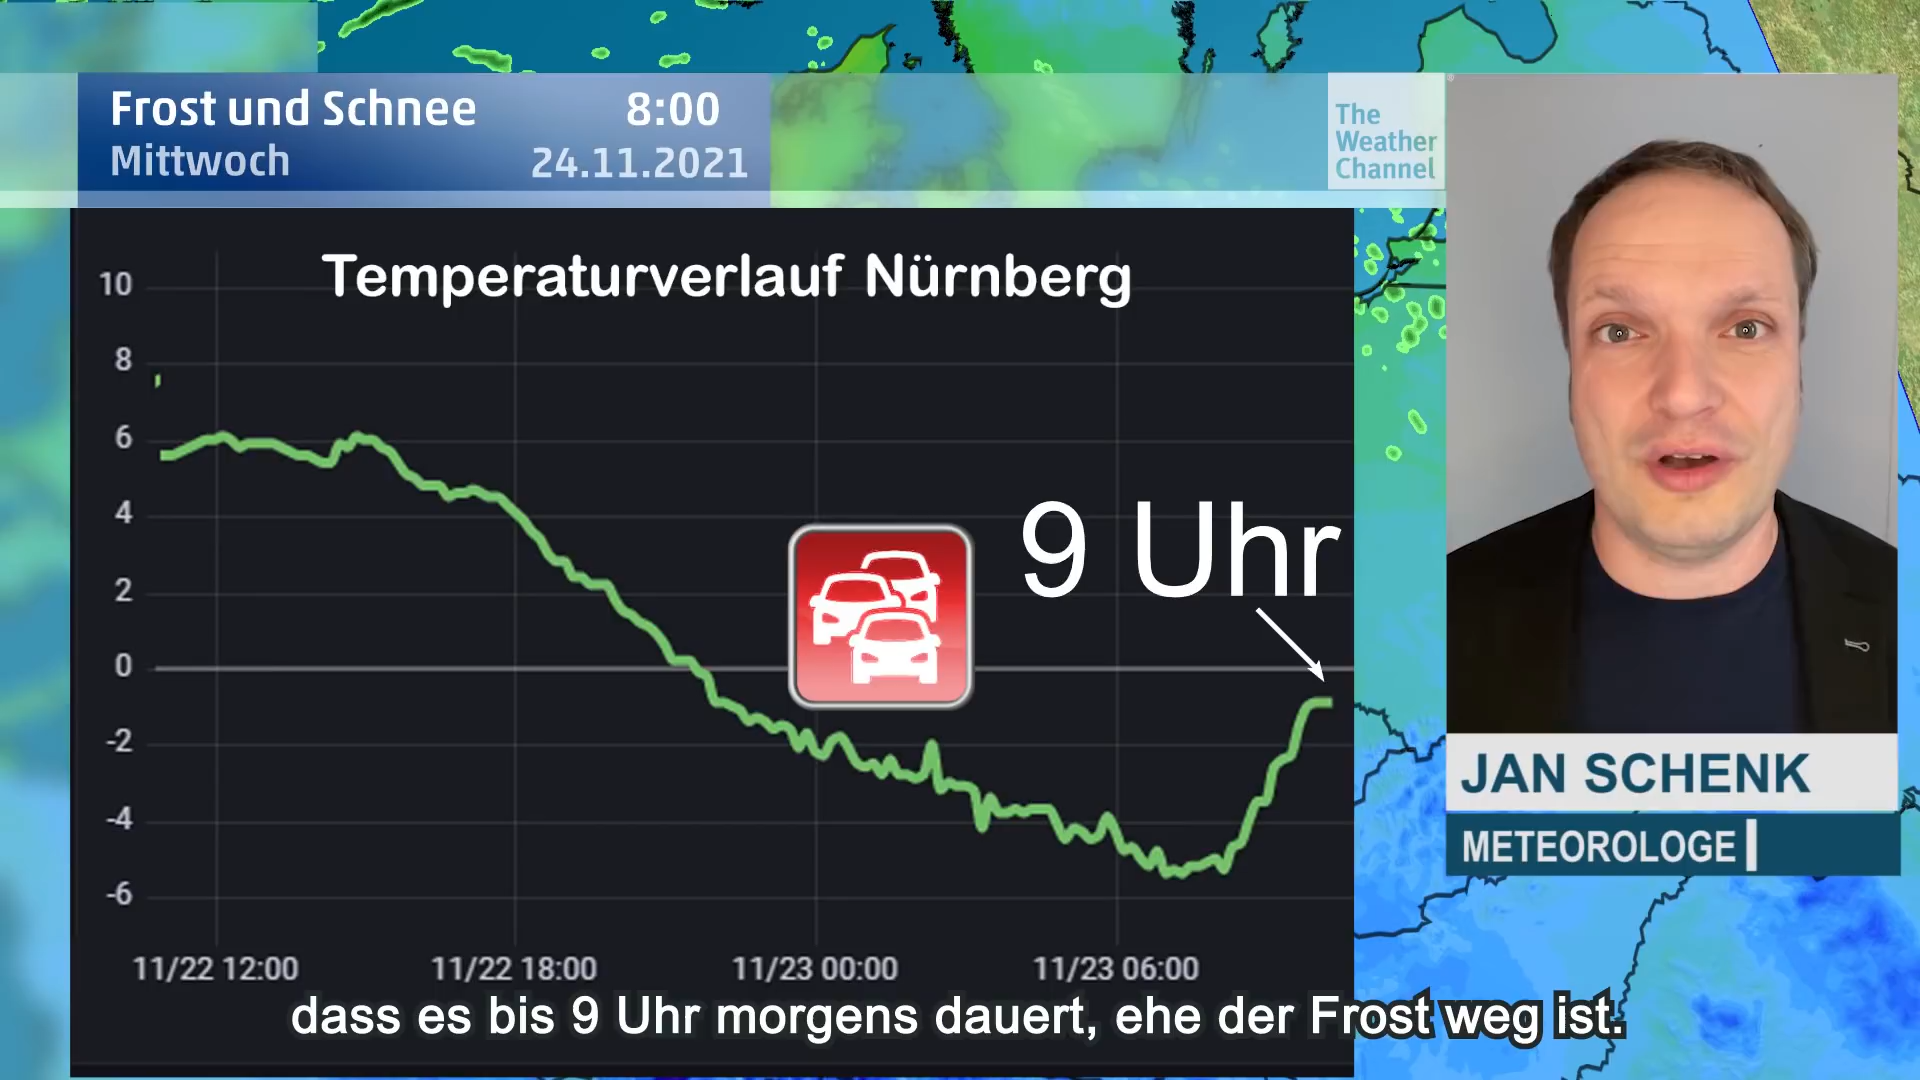 Frost und Schnee 8:00
Mittwoch 24.11.2021
The
Weather
Channel
Temperaturverlauf Nürnberg
10
8
6
4
2
0
-2
-4
-6
9 Uhr
11/22 12:00 11/22 18:00 11/23 00:00 11/23 06:00
JAN SCHENK
METEOROLOGE
dass es bis 9 Uhr morgens dauert, ehe der Frost weg ist.